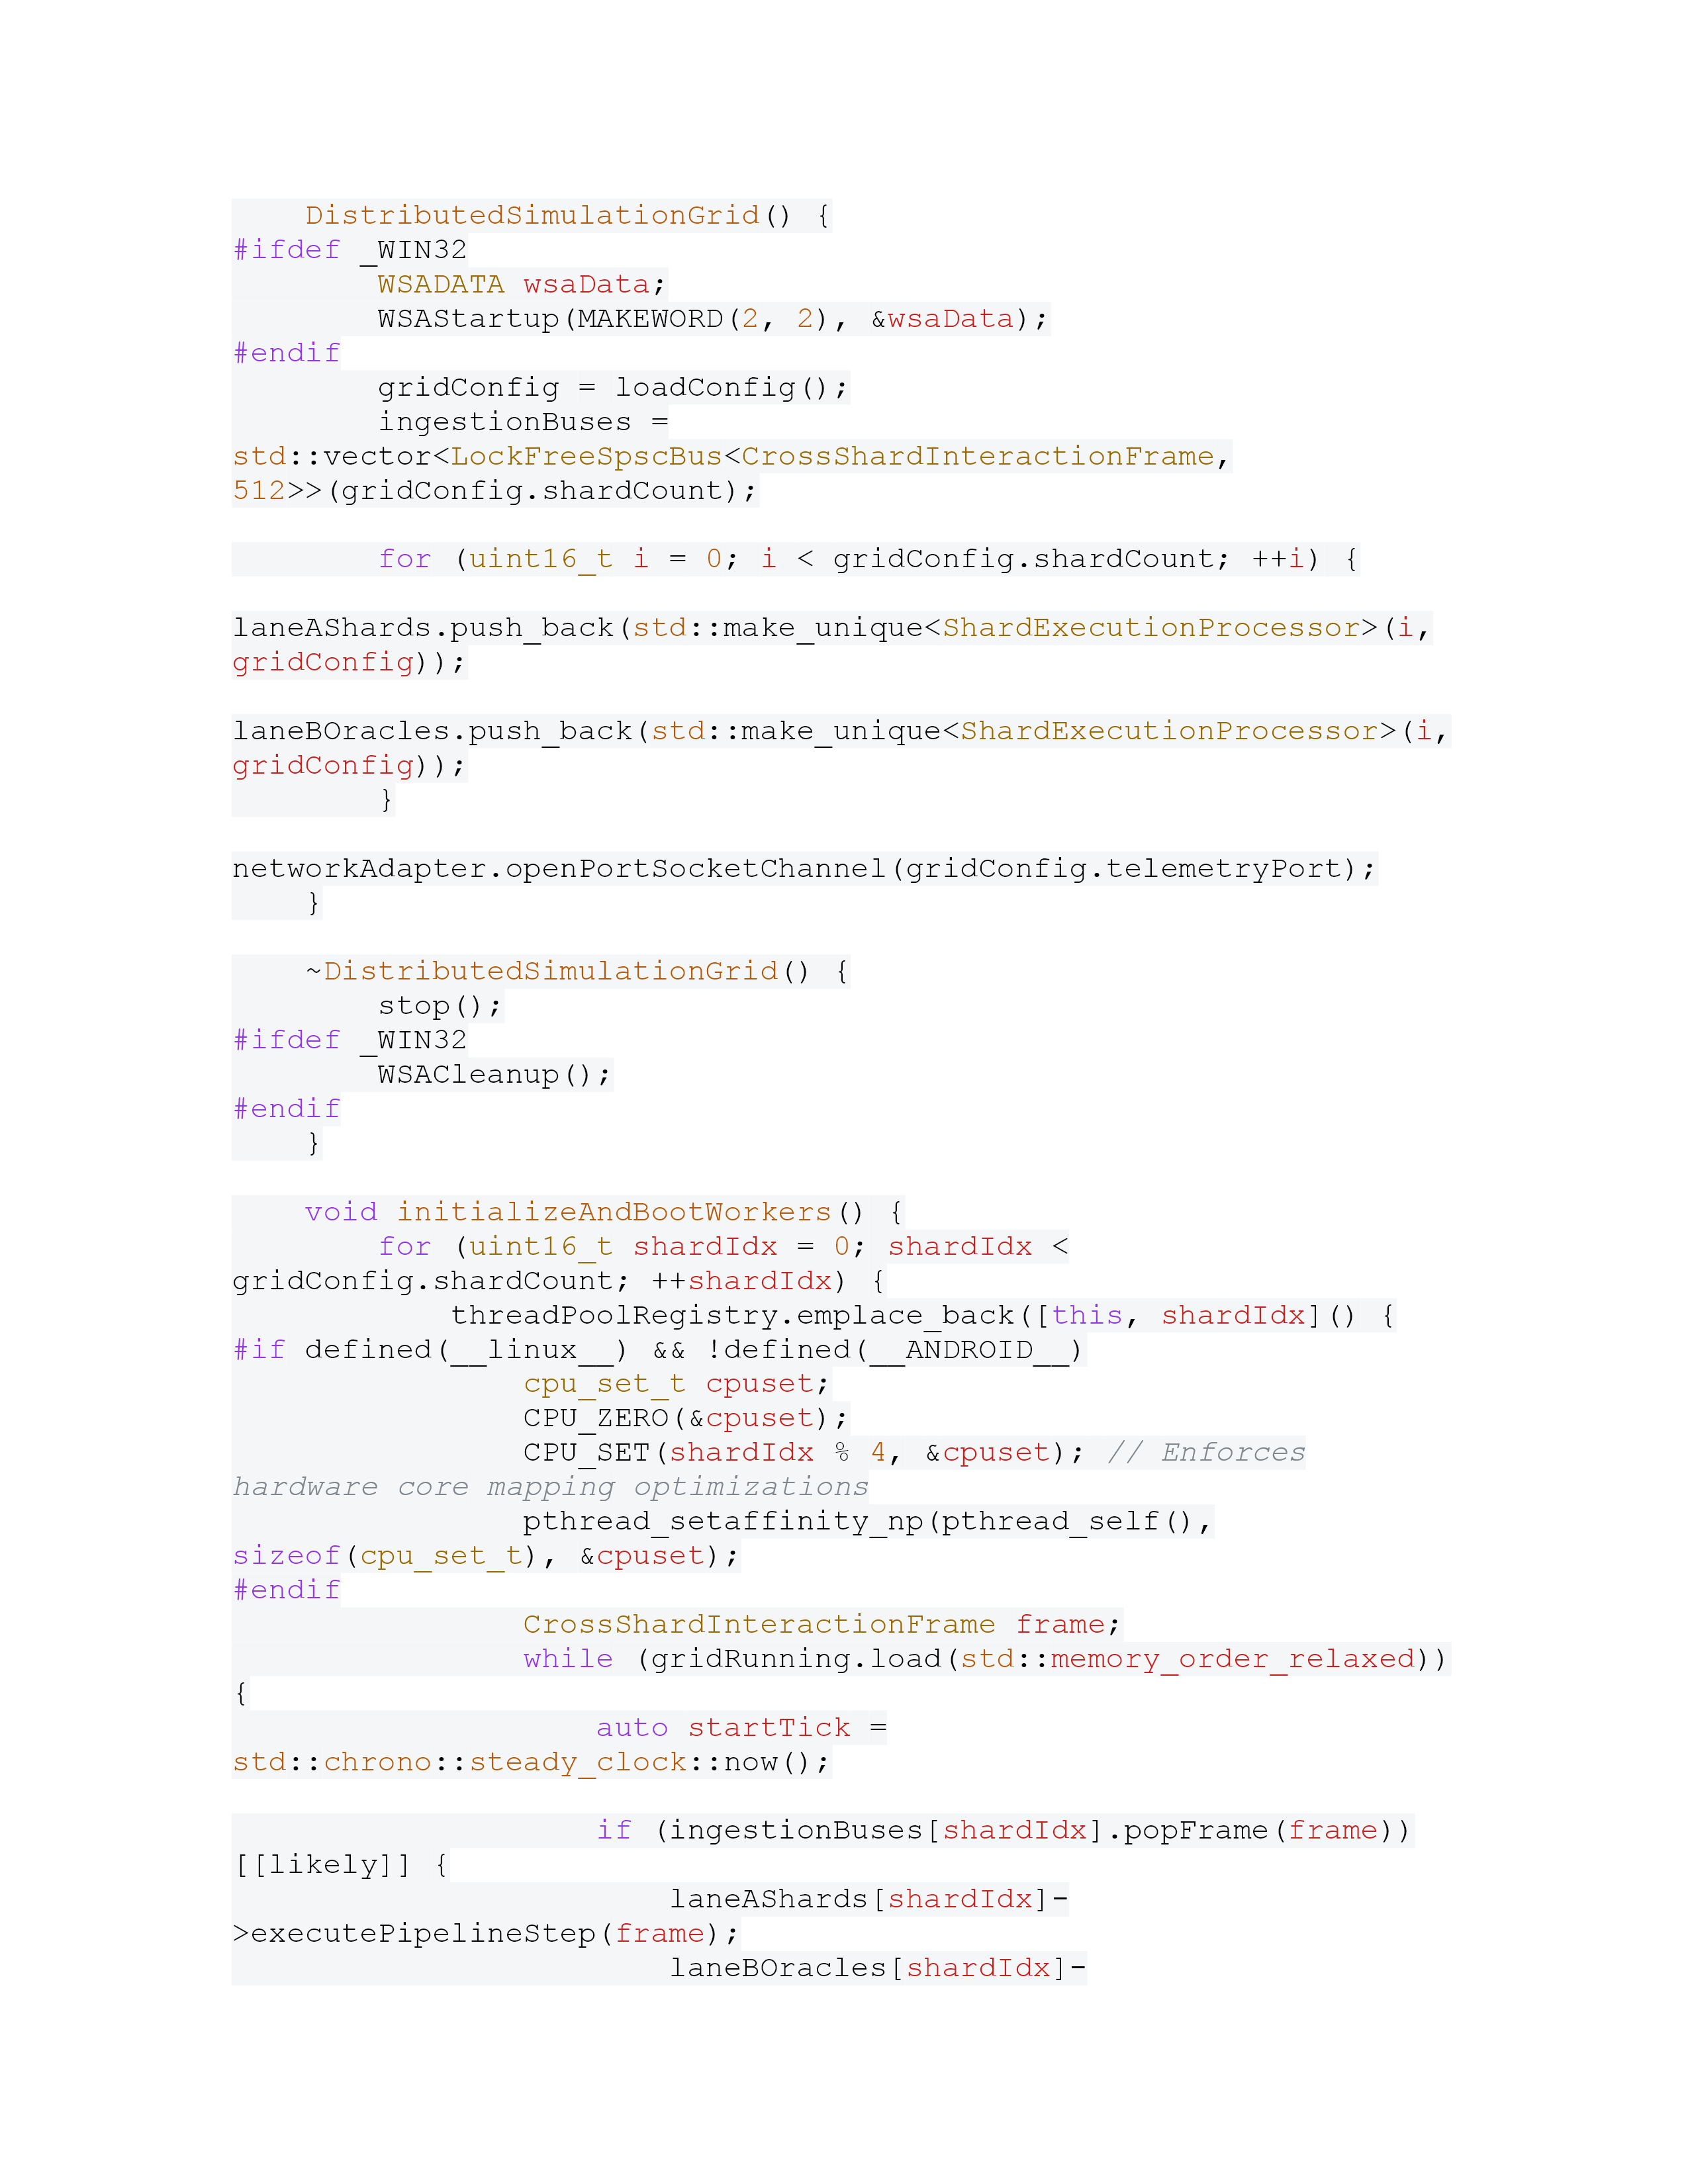 DistributedSimulationGrid() {
#ifdef _WIN32
        WSADATA wsaData;
        WSAStartup(MAKEWORD(2, 2), &wsaData);
#endif
        gridConfig = loadConfig();
        ingestionBuses =
std::vector<LockFreeSpscBus<CrossShardInteractionFrame,
512>>(gridConfig.shardCount);

        for (uint16_t i = 0; i < gridConfig.shardCount; ++i) {

laneAShards.push_back(std::make_unique<ShardExecutionProcessor>(i,
gridConfig));

laneBOracles.push_back(std::make_unique<ShardExecutionProcessor>(i,
gridConfig));
        }

networkAdapter.openPortSocketChannel(gridConfig.telemetryPort);
    }

    ~DistributedSimulationGrid() {
        stop();
#ifdef _WIN32
        WSACleanup();
#endif
    }

    void initializeAndBootWorkers() {
        for (uint16_t shardIdx = 0; shardIdx <
gridConfig.shardCount; ++shardIdx) {
            threadPoolRegistry.emplace_back([this, shardIdx]() {
#if defined(__linux__) && !defined(__ANDROID__)
                cpu_set_t cpuset;
                CPU_ZERO(&cpuset);
                CPU_SET(shardIdx % 4, &cpuset); // Enforces
hardware core mapping optimizations
                pthread_setaffinity_np(pthread_self(),
sizeof(cpu_set_t), &cpuset);
#endif
                CrossShardInteractionFrame frame;
                while (gridRunning.load(std::memory_order_relaxed))
{
                    auto startTick =
std::chrono::steady_clock::now();

                    if (ingestionBuses[shardIdx].popFrame(frame))
[[likely]] {
                        laneAShards[shardIdx]-
>executePipelineStep(frame);
                        laneBOracles[shardIdx]-